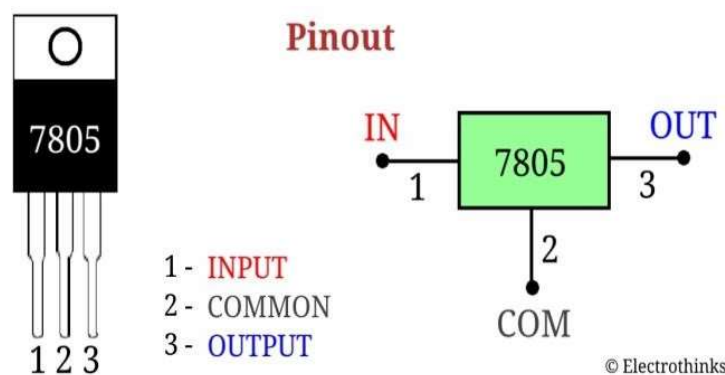 Pinout
7805
1 2 3
1 - INPUT
2 - COMMON
3 - OUTPUT
IN
OUT
7805
1
3
2
COM
© Electrothinks